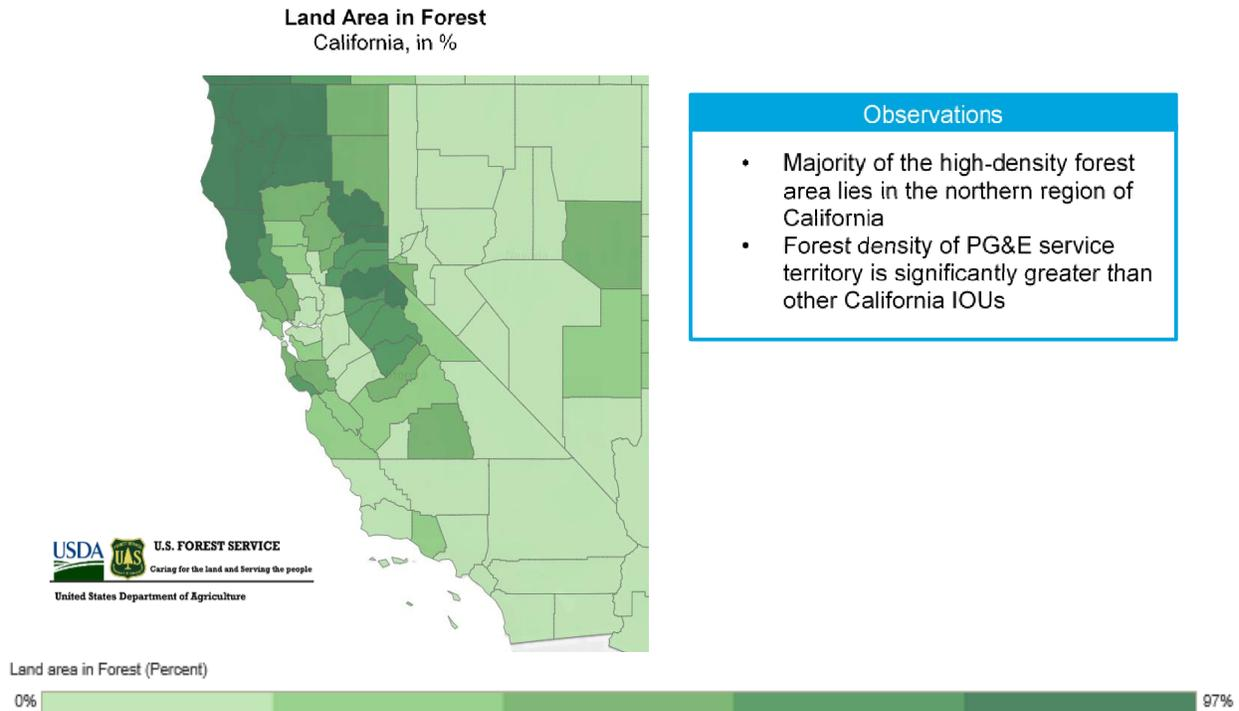 Land Area in Forest
California, in %
Observations
• Majority of the high-density forest
area lies in the northern region of
California
• Forest density of PG&E service
territory is significantly greater than
other California IOUs
USDA
U.S. FOREST SERVICE
Caring for the land and Serving the people
United States Department of Agriculture
Land area in Forest (Percent)
0%
97%